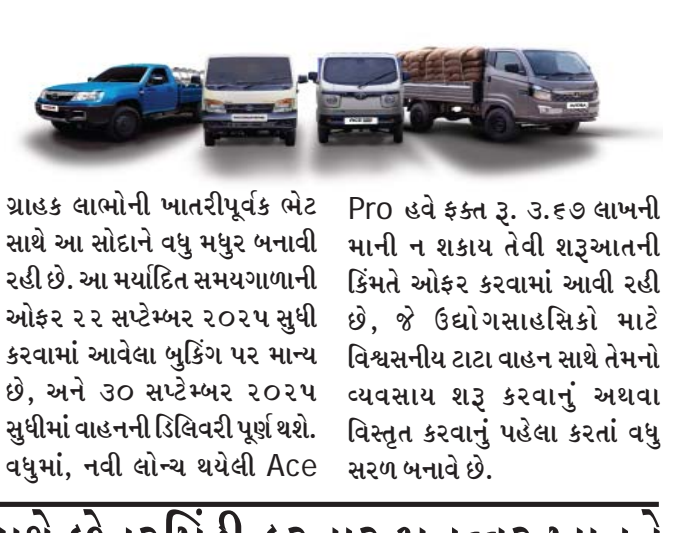 ગ્રાહક લાભોની ખાતરીપૂર્વક ભેટ
સાથે આ સોદાને વધુ મધુર બનાવી
રહી છે. આ મર્યાદિત સમયગાળાની
ઓફર ૨૨ સપ્ટેમ્બર ૨૦૨૫ સુધી
કરવામાં આવેલા બુકિંગ પર માન્ય
છે, અને ૩૦ સપ્ટેમ્બર ૨૦૨૫
સુધીમાં વાહનની ડિલિવરી પૂર્ણ થશે.
વધુમાં, નવી લોન્ચ થયેલી Ace
Pro હવે ફક્ત રૂ. ૩.૬૭ લાખની
માની ન શકાય તેવી શરૂઆતની
કિંમતે ઓફર કરવામાં આવી રહી
છે, જે ઉદ્યોગસાહસિકો માટે
વિશ્વસનીય ટાટા વાહન સાથે તેમનો
વ્યવસાય શરૂ કરવાનું અથવા
વિસ્તૃત કરવાનું પહેલા કરતાં વધુ
સરળ બનાવે છે.